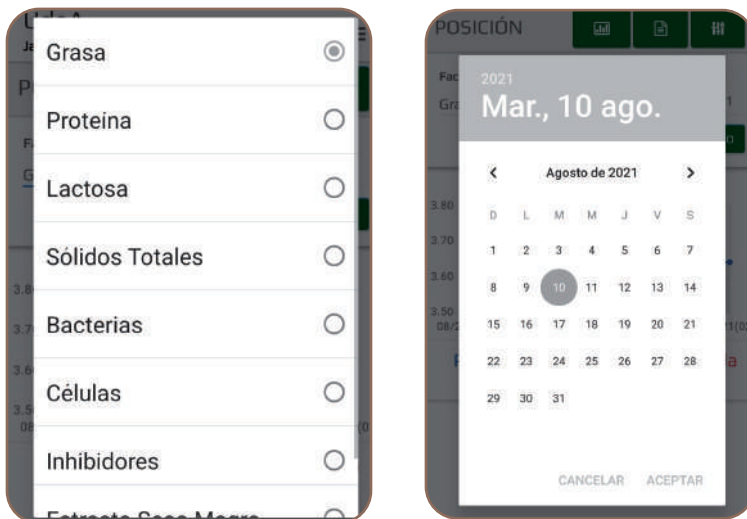 Grasa
Proteína
Lactosa
Sólidos Totales
Bacterias
Células
Inhibidores
POSICIÓN
2021
Mar., 10 ago.
Agosto de 2021
D L M M J V S
1 2 3 4 5 6 7
8 9 10 11 12 13 14
15 16 17 18 19 20 21
22 23 24 25 26 27 28
29 30 31
3.80
3.70
3.60
3.50
CANCELAR ACEPTAR